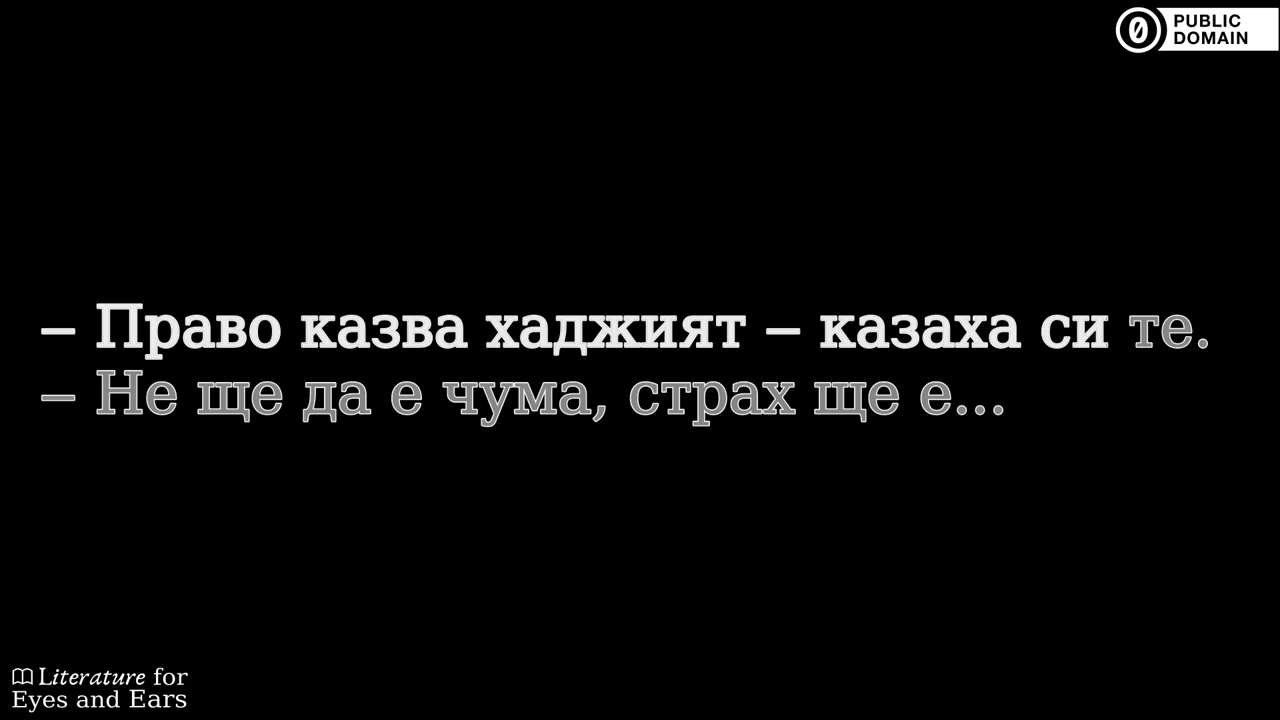 PUBLIC
DOMAIN
– Право казва хаджият – казаха си те.
– Не ще да е чума, страх ще е...
Literature for
Eyes and Ears